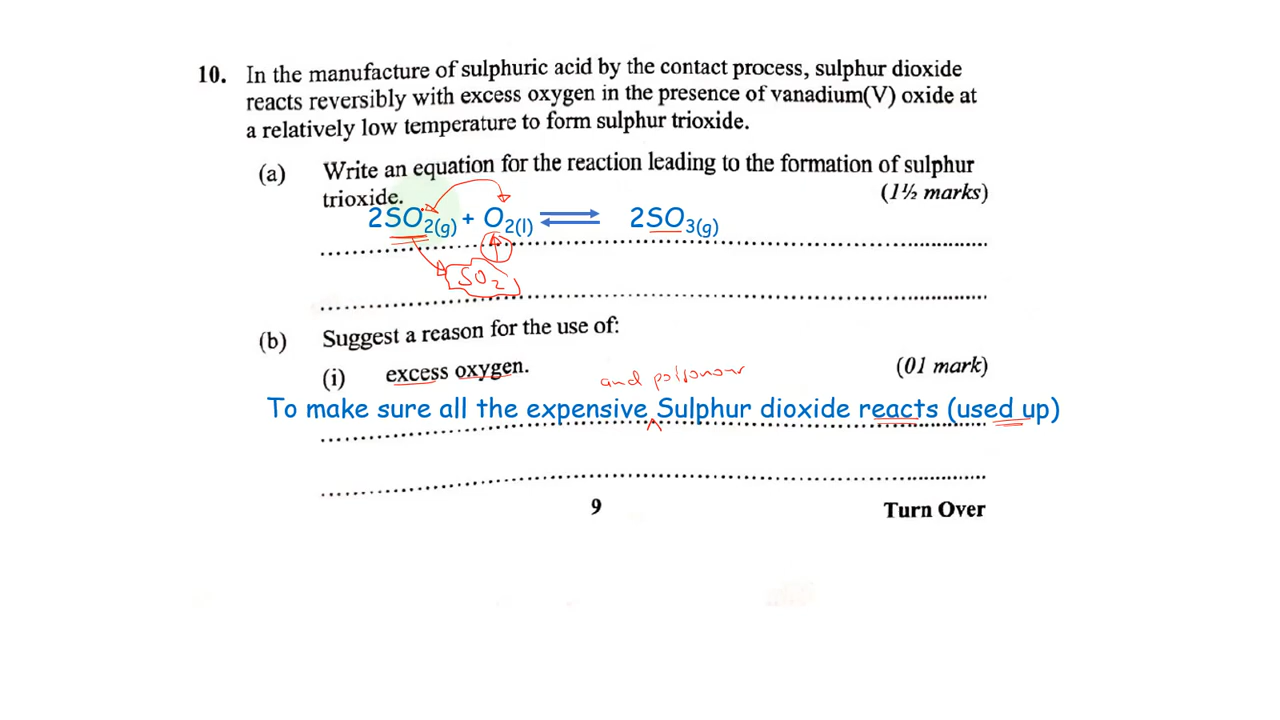 10. In the manufacture of sulphuric acid by the contact process, sulphur dioxide
reacts reversibly with excess oxygen in the presence of vanadium(V) oxide at
a relatively low temperature to form sulphur trioxide.
(a) Write an equation for the reaction leading to the formation of sulphur
trioxide. (1½ marks)
2SO₂(g) + O₂(l) ⇌ 2SO₃(g)
SO₂
(b) Suggest a reason for the use of:
(i) excess oxygen. (01 mark)
and
To make sure all the expensive Sulphur dioxide reacts (used up)
9 Turn Over